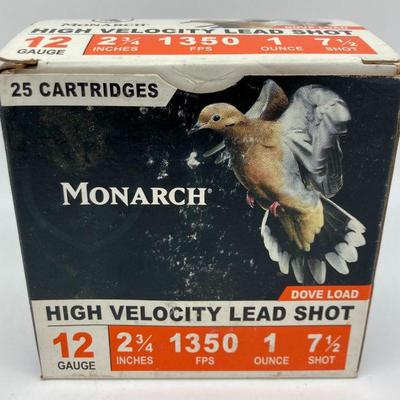 MONARCH
HIGH VELOCITY LEAD SHOT
12 GAUGE 2 3/4 INCHES 1350 FPS 1 OUNCE 7 1/2 SHOT
25 CARTRIDGES
MONARCH®
DOVE LOAD
HIGH VELOCITY LEAD SHOT
12 2 3/4 1350 1 7 1/2
GAUGE INCHES FPS OUNCE SHOT